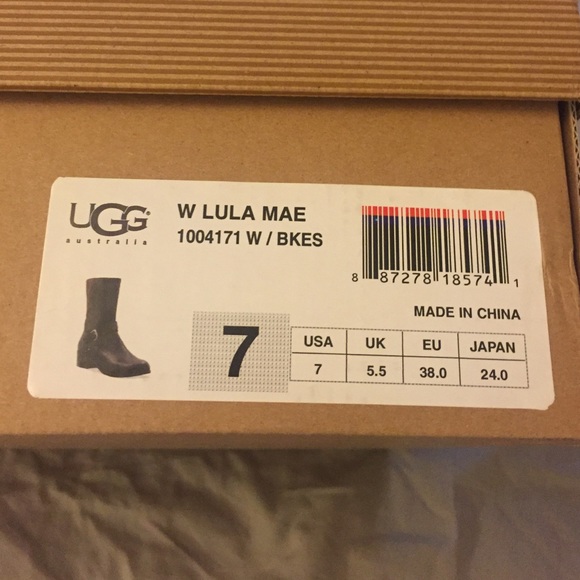 UGG®
australia
W LULA MAE
1004171 W / BKES
8 87278 18574 1
MADE IN CHINA
7
USA UK EU JAPAN
7 5.5 38.0 24.0